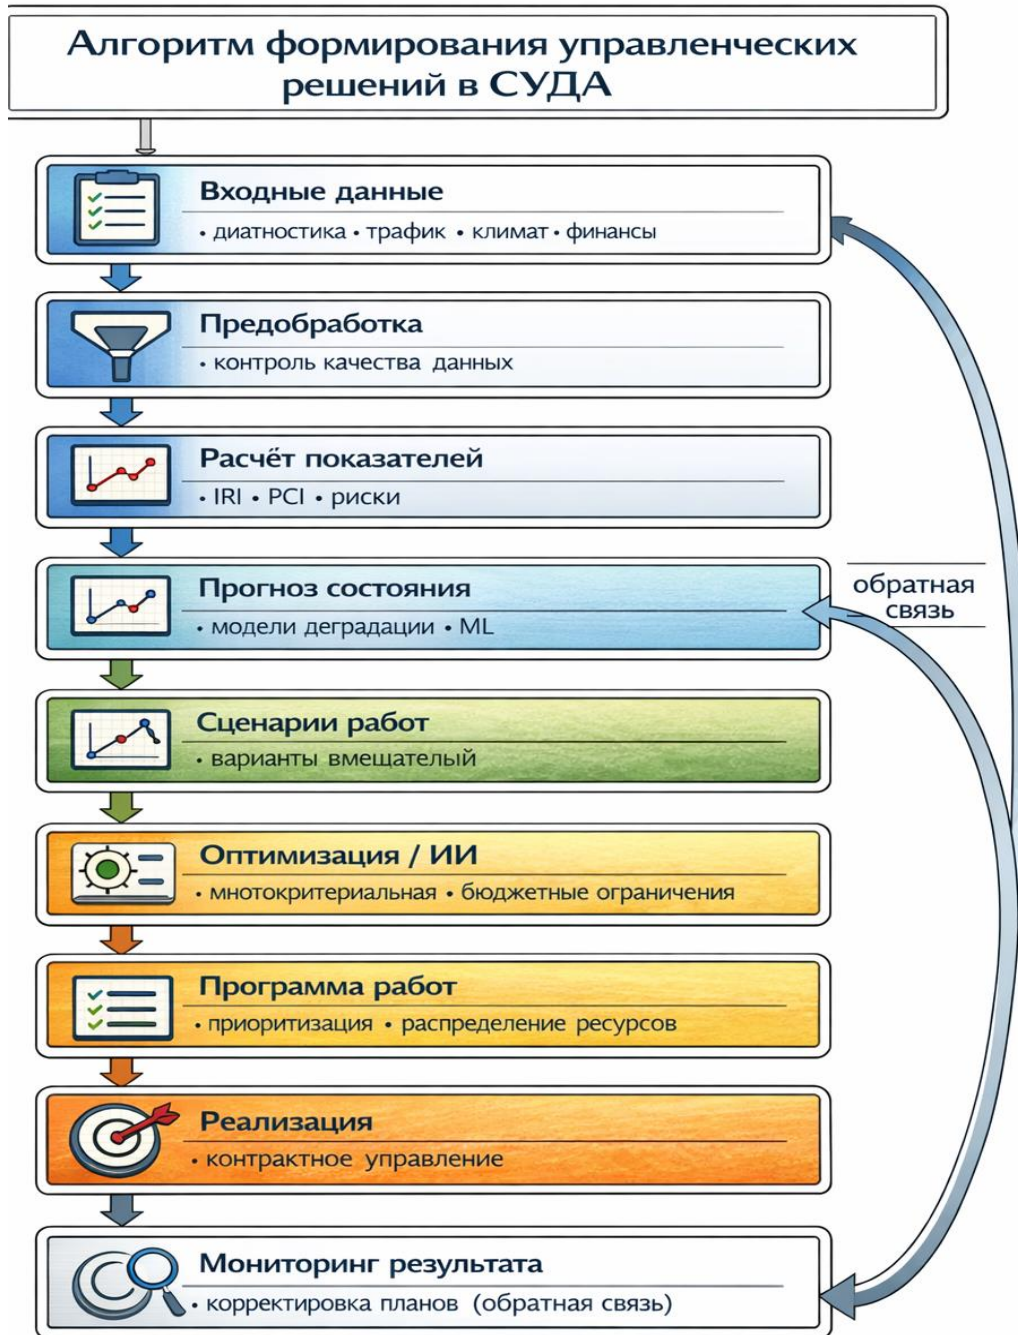 Алгоритм формирования управленческих
решений в СУДА
Входные данные
• диатностика • трафик • климат • финансы
Предобработка
• контроль качества данных
Расчёт показателей
• IRI • PCI • риски
Прогноз состояния
• модели деградации • ML
обратная
связь
Сценарии работ
• варианты вмещателый
Оптимизация / ИИ
• мнотокритериальная • бюджетные ограничения
Программа работ
• приоритизация • распределение ресурсов
Реализация
• контрактное управление
Мониторинг результата
• корректировка планов (обратная связь)